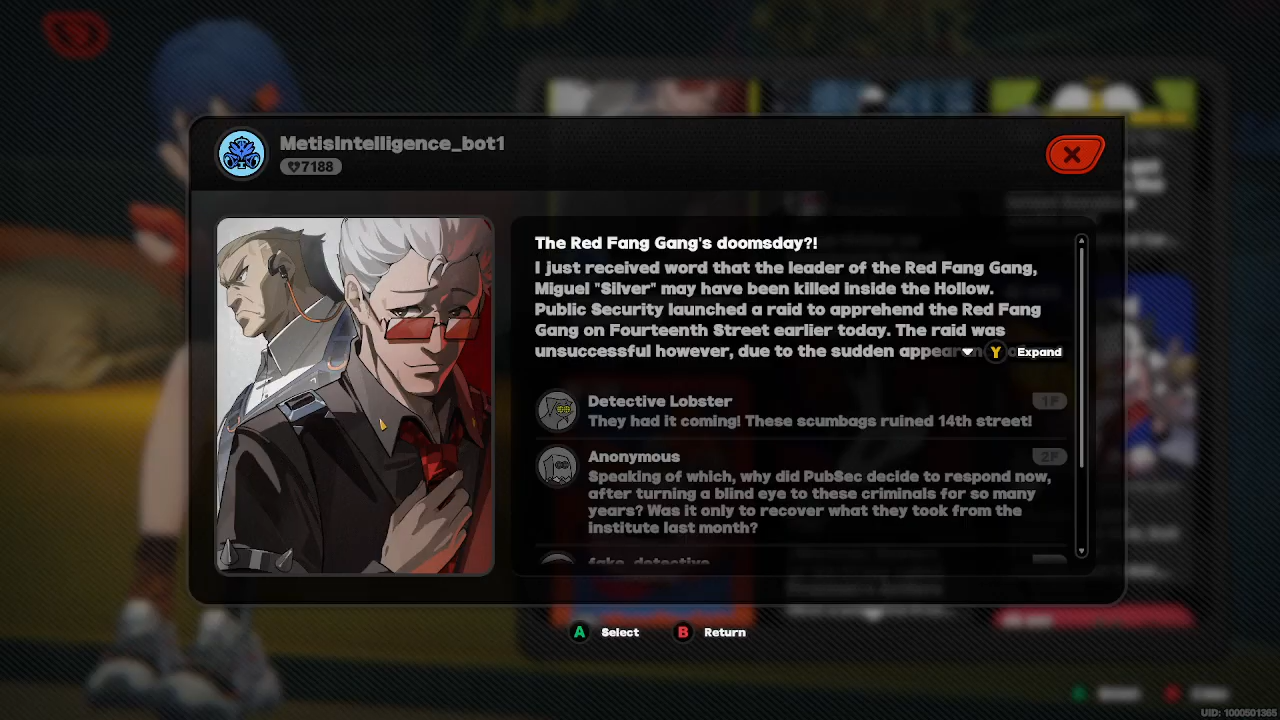 MetisIntelligence_bot1
7188
The Red Fang Gang's doomsday?!
I just received word that the leader of the Red Fang Gang,
Miguel "Silver" may have been killed inside the Hollow.
Public Security launched a raid to apprehend the Red Fang
Gang on Fourteenth Street earlier today. The raid was
unsuccessful however, due to the sudden
Y Expand
Detective Lobster
1F
They had it coming! These scumbags ruined 14th street!
Anonymous
2F
Speaking of which, why did PubSec decide to respond now,
after turning a blind eye to these criminals for so many
years? Was it only to recover what they took from the
institute last month?
fake_detective
A Select B Return
UID: 1000501365